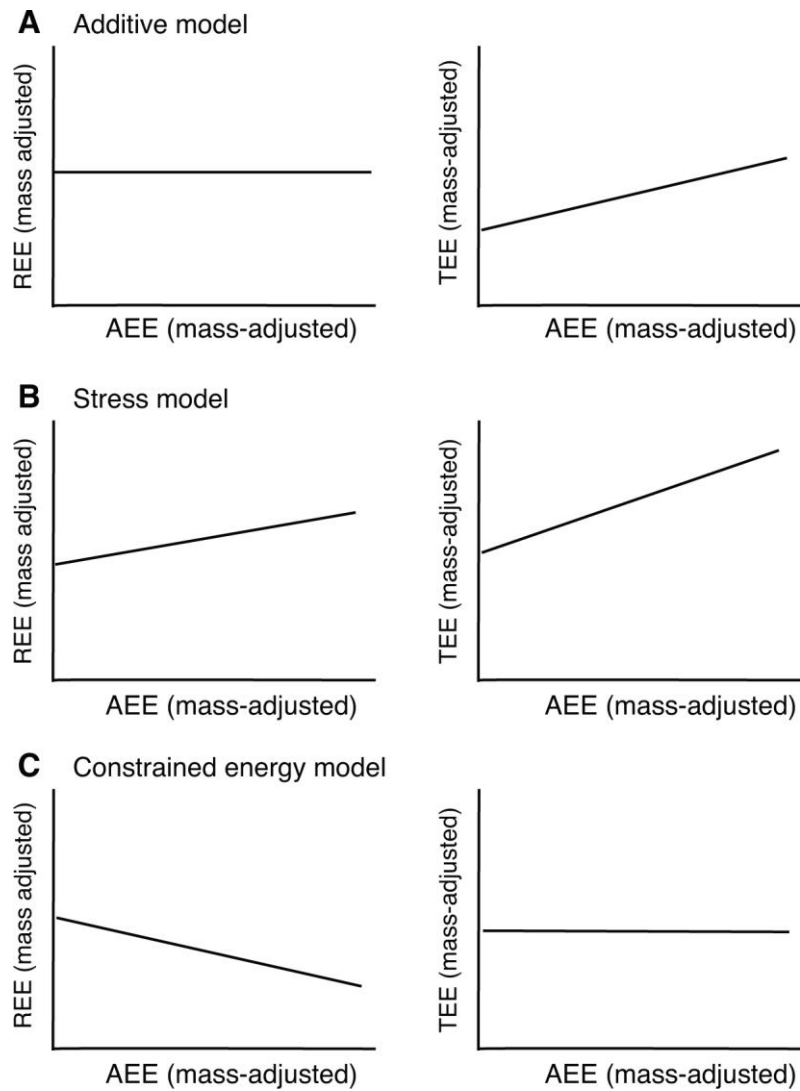 A Additive model
REE (mass adjusted)
AEE (mass-adjusted)
TEE (mass-adjusted)
AEE (mass-adjusted)
B Stress model
REE (mass adjusted)
AEE (mass-adjusted)
TEE (mass-adjusted)
AEE (mass-adjusted)
C Constrained energy model
REE (mass adjusted)
AEE (mass-adjusted)
TEE (mass-adjusted)
AEE (mass-adjusted)